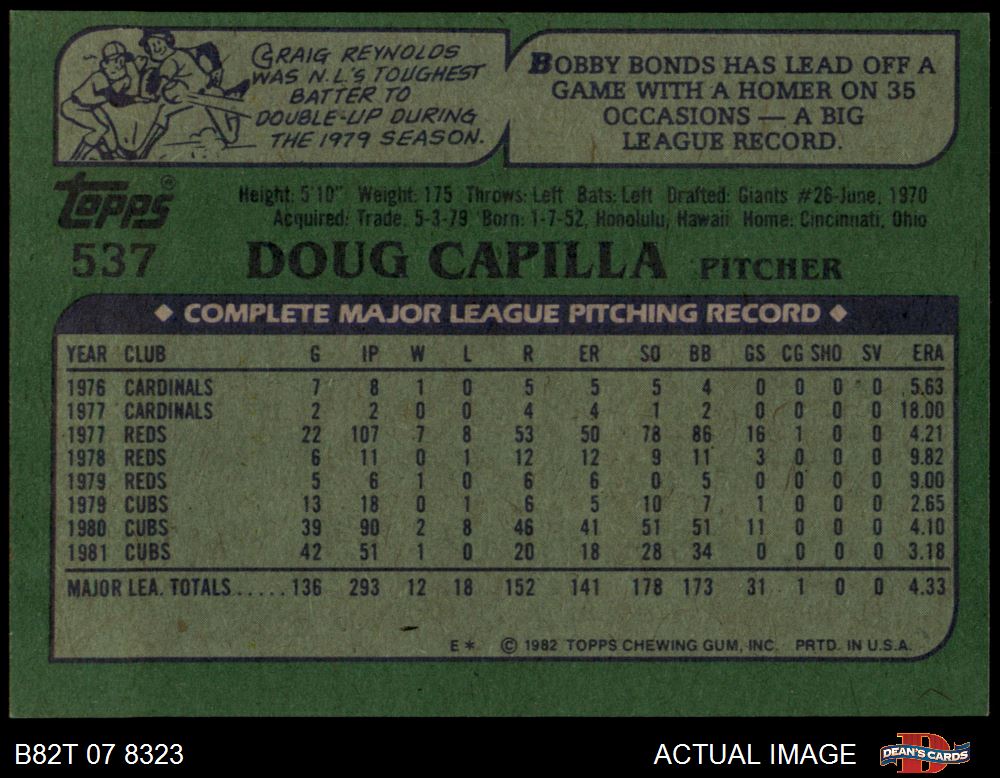 CRAIG REYNOLDS
WAS N.L.'S TOUGHEST
BATTER TO
DOUBLE-UP DURING
THE 1979 SEASON.
BOBBY BONDS HAS LEAD OFF A
GAME WITH A HOMER ON 35
OCCASIONS — A BIG
LEAGUE RECORD.
Topps®
Height: 5'10" Weight: 175 Throws: Left Bats: Left Drafted: Giants #26-June, 1970
Acquired: Trade, 5-3-79 Born: 1-7-52, Honolulu, Hawaii Home: Cincinnati, Ohio
537 DOUG CAPILLA PITCHER
◆ COMPLETE MAJOR LEAGUE PITCHING RECORD ◆
YEAR CLUB G IP W L R ER SO BB GS CG SHO SV ERA
1976 CARDINALS 7 8 1 0 5 5 5 4 0 0 0 0 5.63
1977 CARDINALS 2 2 0 0 4 4 1 2 0 0 0 0 18.00
1977 REDS 22 107 7 8 53 50 78 86 16 1 0 0 4.21
1978 REDS 6 11 0 1 12 12 9 11 3 0 0 0 9.82
1979 REDS 5 6 1 0 6 6 0 5 0 0 0 0 9.00
1979 CUBS 13 18 0 1 6 5 10 7 1 0 0 0 2.65
1980 CUBS 39 90 2 8 46 41 51 51 11 0 0 0 4.10
1981 CUBS 42 51 1 0 20 18 28 34 0 0 0 0 3.18
MAJOR LEA. TOTALS.....136 293 12 18 152 141 178 173 31 1 0 0 4.33
E* © 1982 TOPPS CHEWING GUM, INC. PRTD. IN U.S.A.
B82T 07 8323 ACTUAL IMAGE DEAN'S CARDS